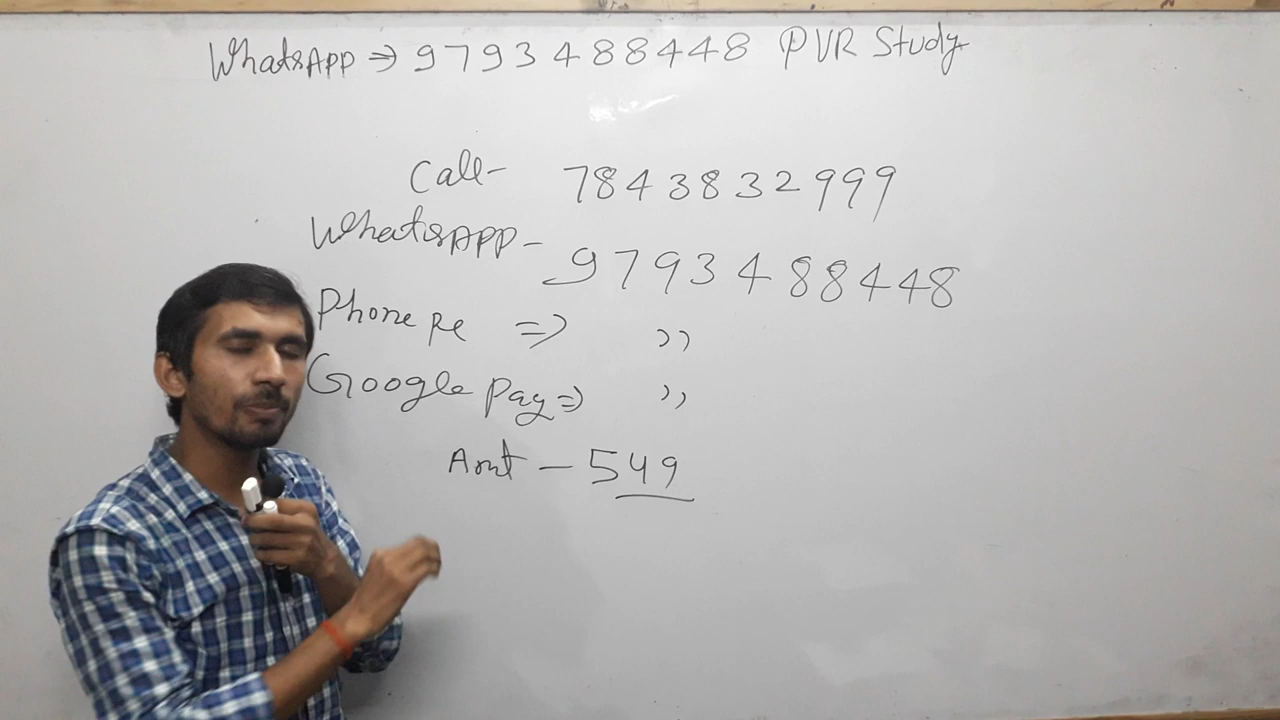 WhatsApp ⇒ 9793488448 PVR Study
Call- 7843832999
WhatsAPP - 9793488448
Phone Pe ⇒ ,,
Google Pay ⇒ ,,
Amt - 549